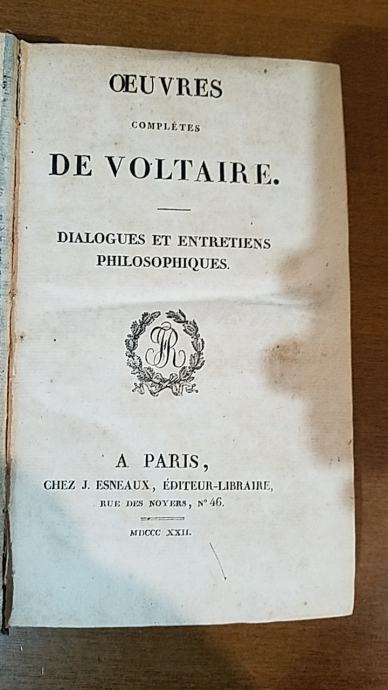 ŒUVRES
COMPLÈTES
DE VOLTAIRE.
DIALOGUES ET ENTRETIENS
PHILOSOPHIQUES.
JR
A PARIS,
CHEZ J. ESNEAUX, ÉDITEUR-LIBRAIRE,
RUE DES NOYERS, N° 46.
MDCCC XXII.